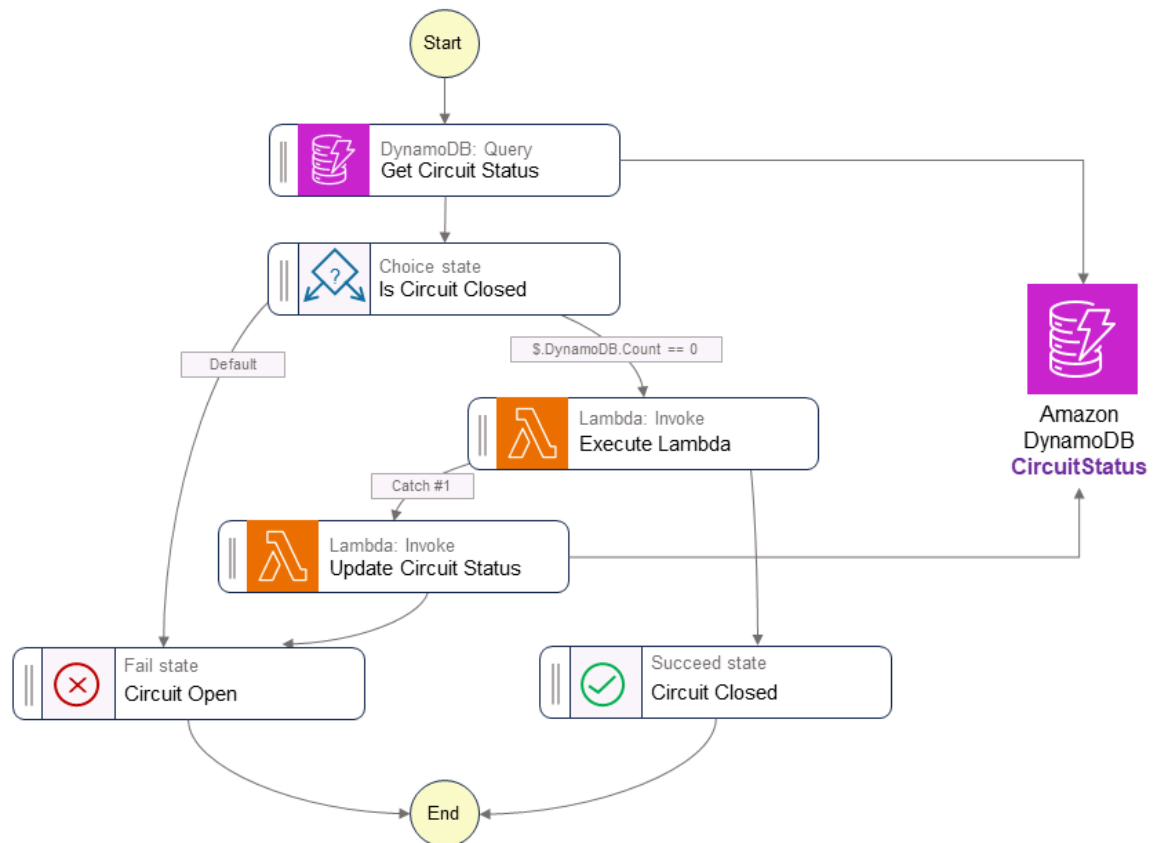 Start
DynamoDB: Query
Get Circuit Status
Choice state
Is Circuit Closed
?
Default
$.DynamoDB.Count == 0
Lambda: Invoke
Execute Lambda
Amazon
DynamoDB
CircuitStatus
Catch #1
Lambda: Invoke
Update Circuit Status
Fail state
Circuit Open
Succeed state
Circuit Closed
End